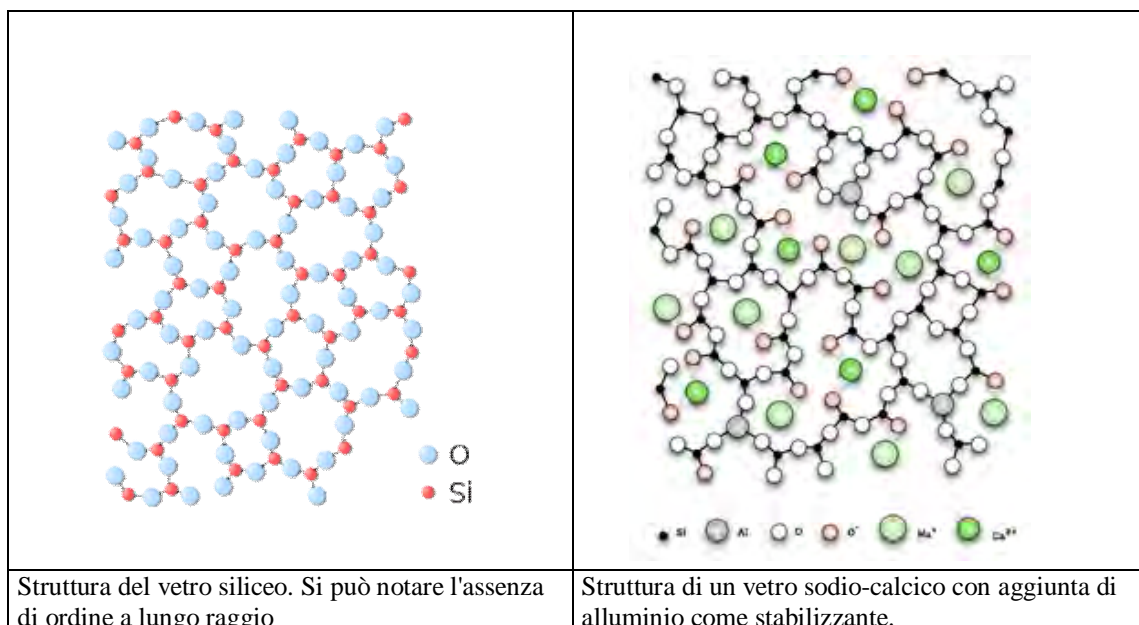 O
Si
Si Al O O⁻ Na⁺ Ca²⁺
Struttura del vetro siliceo. Si può notare l'assenza
di ordine a lungo raggio
Struttura di un vetro sodio-calcico con aggiunta di
alluminio come stabilizzante.